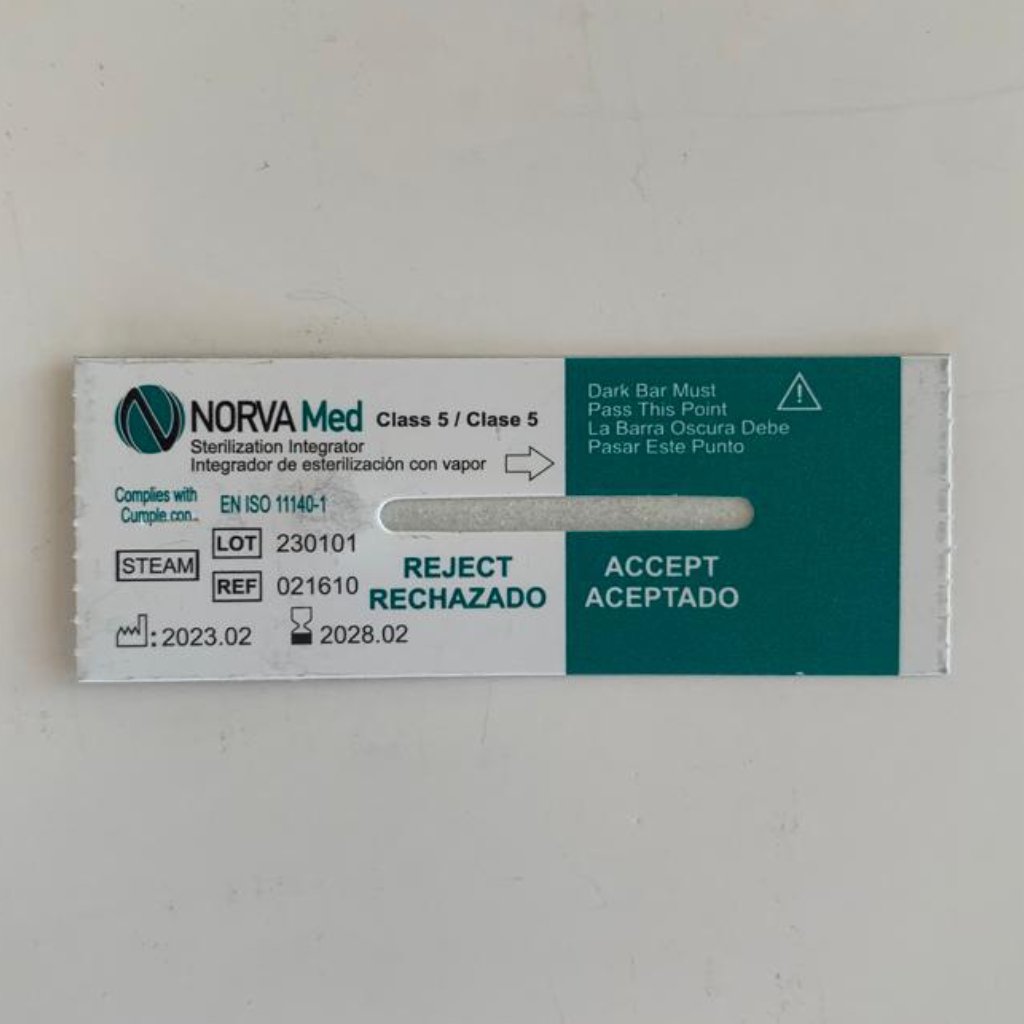 NORVA Med Class 5 / Clase 5
Sterilization Integrator
Integrador de esterilización con vapor
Complies with
Cumple con...
EN ISO 11140-1
LOT 230101
STEAM
REF 021610
: 2023.02
2028.02
REJECT
RECHAZADO
Dark Bar Must
Pass This Point
La Barra Oscura Debe
Pasar Este Punto
!
ACCEPT
ACEPTADO